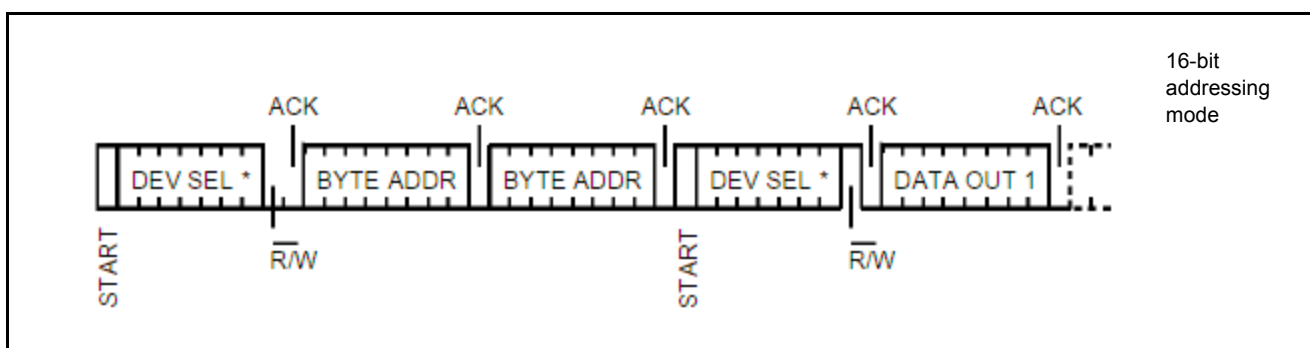 16-bit
addressing
mode
ACK ACK ACK ACK ACK
DEV SEL * BYTE ADDR BYTE ADDR DEV SEL * DATA OUT 1
START R/W START R/W